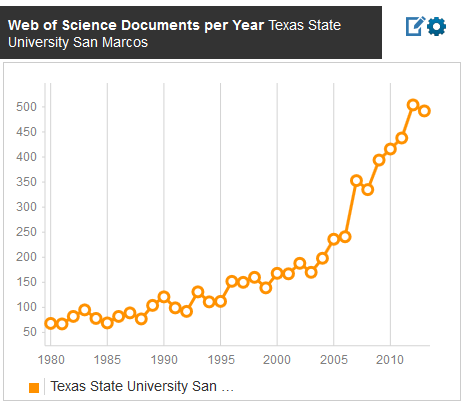 Web of Science Documents per Year Texas State
University San Marcos
500
450
400
350
300
250
200
150
100
50
1980 1985 1990 1995 2000 2005 2010
Texas State University San ...